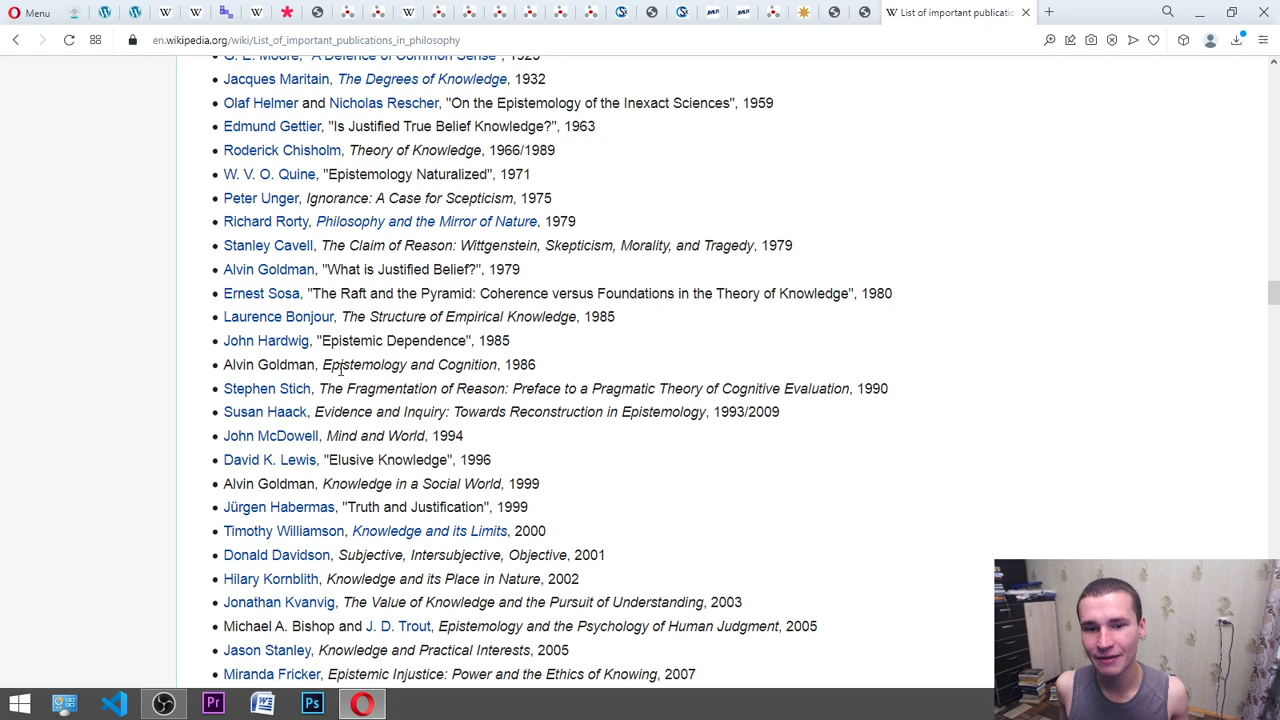 Menu
List of important publicatio
en.wikipedia.org/wiki/List_of_important_publications_in_philosophy
G. E. Moore, "A Defence of Common Sense", 1925
Jacques Maritain, The Degrees of Knowledge, 1932
Olaf Helmer and Nicholas Rescher, "On the Epistemology of the Inexact Sciences", 1959
Edmund Gettier, "Is Justified True Belief Knowledge?", 1963
Roderick Chisholm, Theory of Knowledge, 1966/1989
W. V. O. Quine, "Epistemology Naturalized", 1971
Peter Unger, Ignorance: A Case for Scepticism, 1975
Richard Rorty, Philosophy and the Mirror of Nature, 1979
Stanley Cavell, The Claim of Reason: Wittgenstein, Skepticism, Morality, and Tragedy, 1979
Alvin Goldman, "What is Justified Belief?", 1979
Ernest Sosa, "The Raft and the Pyramid: Coherence versus Foundations in the Theory of Knowledge", 1980
Laurence Bonjour, The Structure of Empirical Knowledge, 1985
John Hardwig, "Epistemic Dependence", 1985
Alvin Goldman, Epistemology and Cognition, 1986
Stephen Stich, The Fragmentation of Reason: Preface to a Pragmatic Theory of Cognitive Evaluation, 1990
Susan Haack, Evidence and Inquiry: Towards Reconstruction in Epistemology, 1993/2009
John McDowell, Mind and World, 1994
David K. Lewis, "Elusive Knowledge", 1996
Alvin Goldman, Knowledge in a Social World, 1999
Jürgen Habermas, "Truth and Justification", 1999
Timothy Williamson, Knowledge and its Limits, 2000
Donald Davidson, Subjective, Intersubjective, Objective, 2001
Hilary Kornblith, Knowledge and its Place in Nature, 2002
Jonathan Kvanvig, The Value of Knowledge and the Pursuit of Understanding, 2003
Michael A. Bishop and J. D. Trout, Epistemology and the Psychology of Human Judgment, 2005
Jason Stanley, Knowledge and Practical Interests, 2005
Miranda Fricker, Epistemic Injustice: Power and the Ethics of Knowing, 2007
Pr
Ps